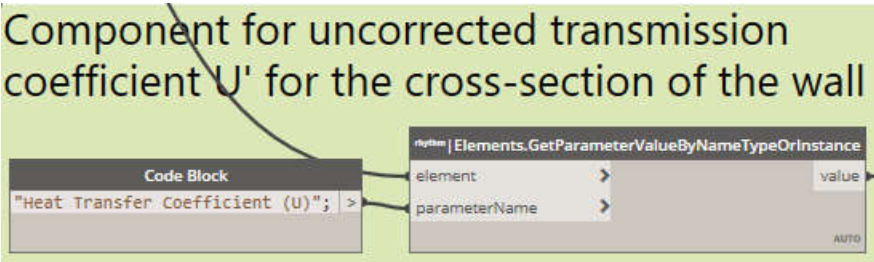 Component for uncorrected transmission
coefficient U' for the cross-section of the wall
rhythm | Elements.GetParameterValueByNameTypeOrInstance
Code Block
element > value
"Heat Transfer Coefficient (U)"; >
parameterName >
AUTO